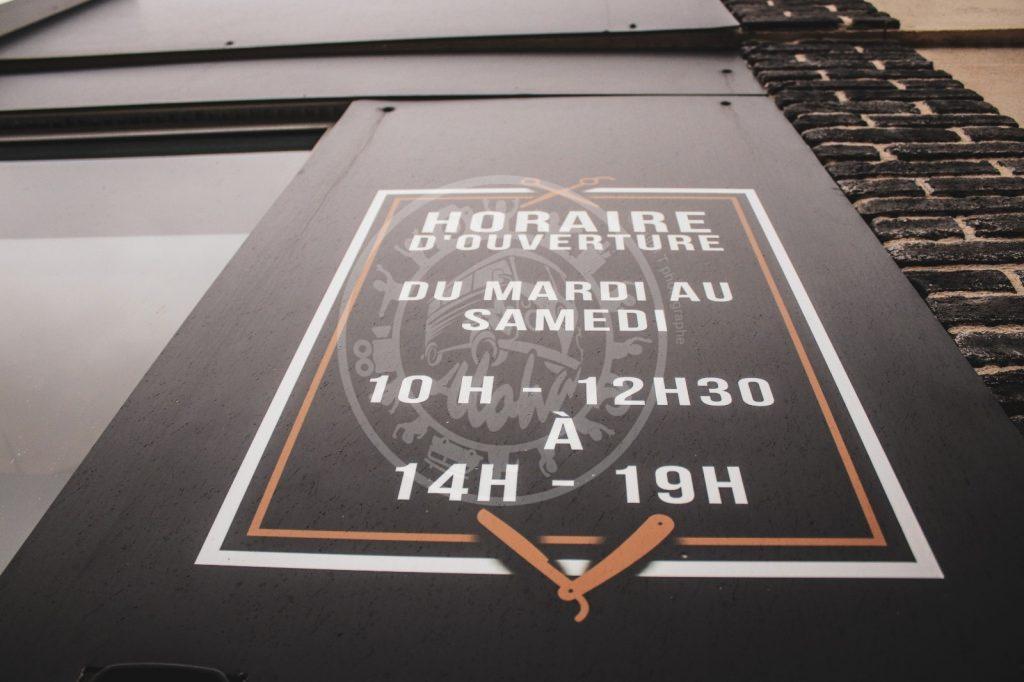 HORAIRE
D'OUVERTURE
DU MARDI AU
SAMEDI
10 H - 12H30
À
14H - 19H